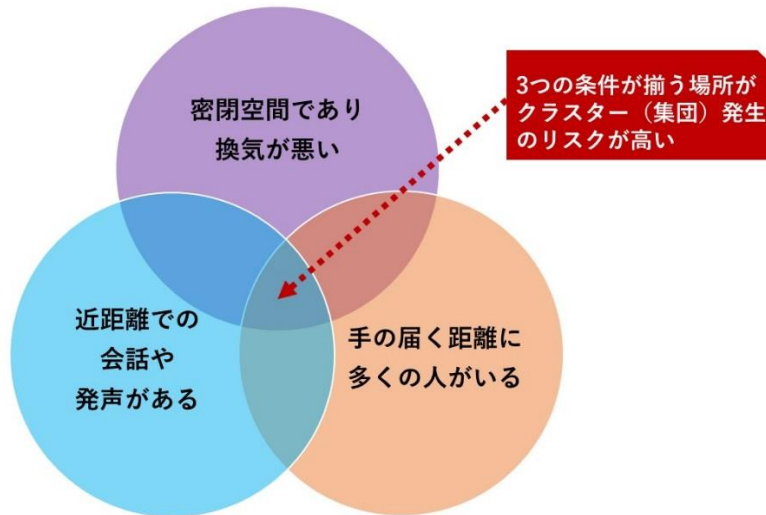 密閉空間であり
換気が悪い
3つの条件が揃う場所が
クラスター（集団）発生
のリスクが高い
近距離での
会話や
発声がある
手の届く距離に
多くの人がいる